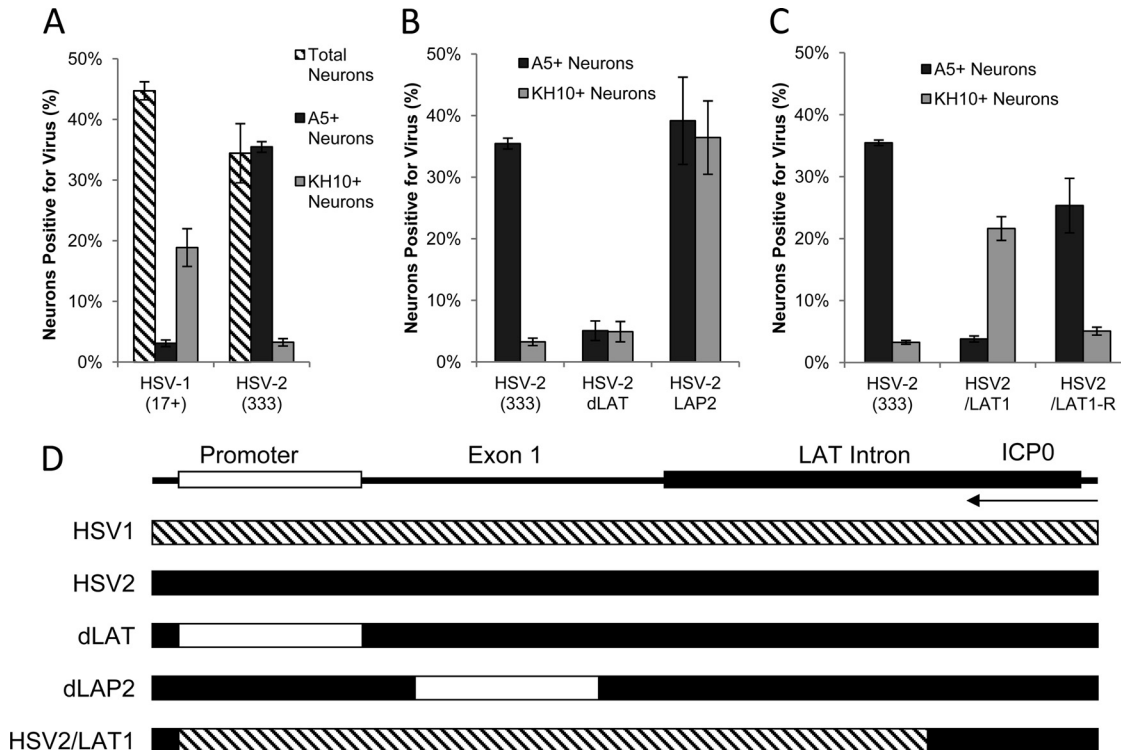 A
Neurons Positive for Virus (%)
50%
40%
30%
20%
10%
0%
HSV-1
(17+)
HSV-2
(333)
Total
Neurons
A5+
Neurons
KH10+
Neurons
B
Neurons Positive for Virus (%)
50%
40%
30%
20%
10%
0%
A5+ Neurons
KH10+ Neurons
HSV-2
(333)
HSV-2
dLAT
HSV-2
LAP2
C
Neurons Positive for Virus (%)
50%
40%
30%
20%
10%
0%
A5+ Neurons
KH10+ Neurons
HSV-2
(333)
HSV2
/LAT1
HSV2
/LAT1-R
D
Promoter
Exon 1
LAT Intron
ICP0
HSV1
HSV2
dLAT
dLAP2
HSV2/LAT1